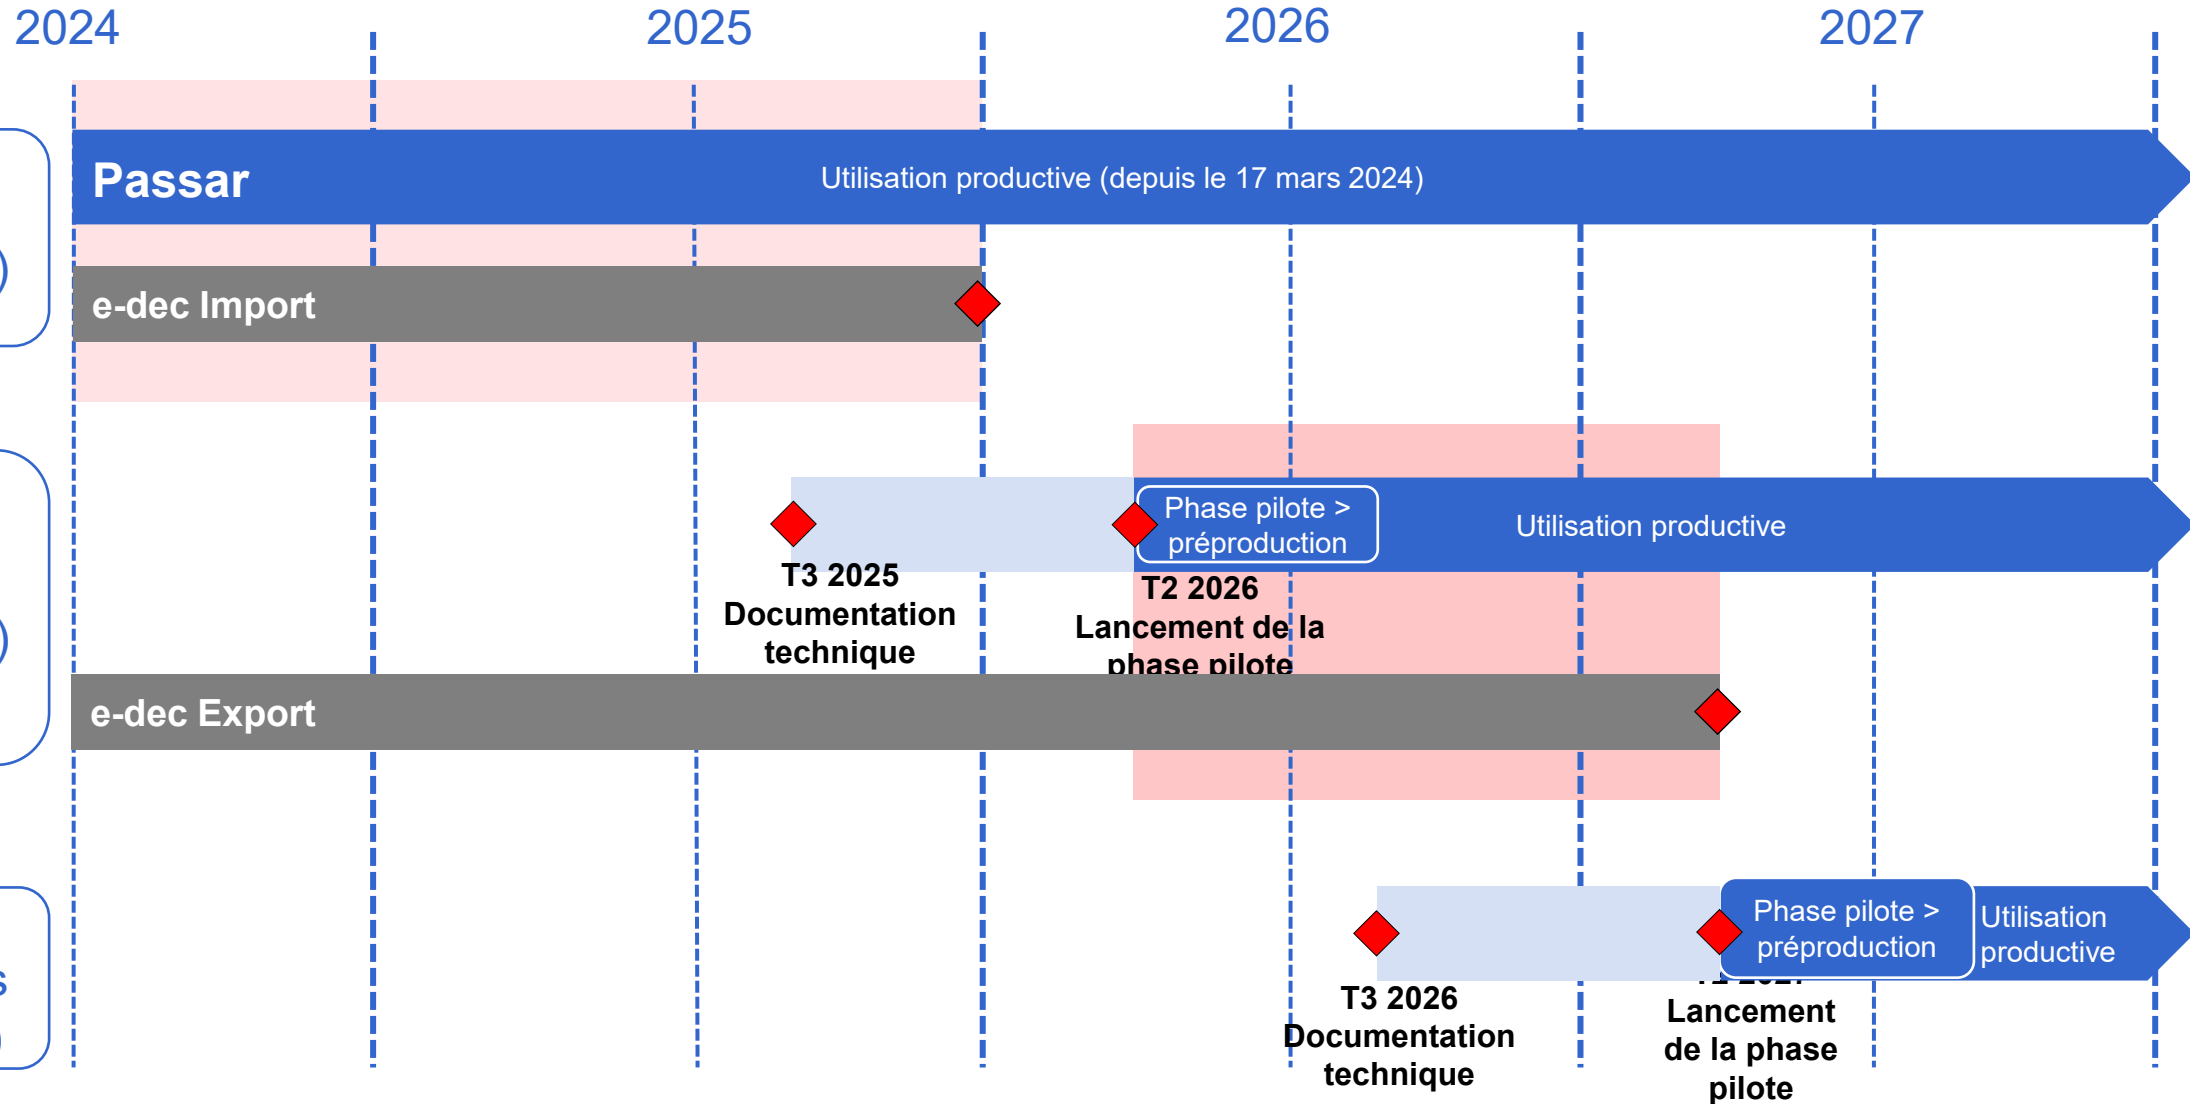 2024
2025
2026
2027
Passar
Utilisation productive (depuis le 17 mars 2024)
)
e-dec Import
Phase pilote >
préproduction
Utilisation productive
T3 2025
Documentation
technique
T2 2026
Lancement de la
phase pilote
)
e-dec Export
Phase pilote >
préproduction
Utilisation
productive
s
)
T3 2026
Documentation
technique
Lancement
de la phase
pilote